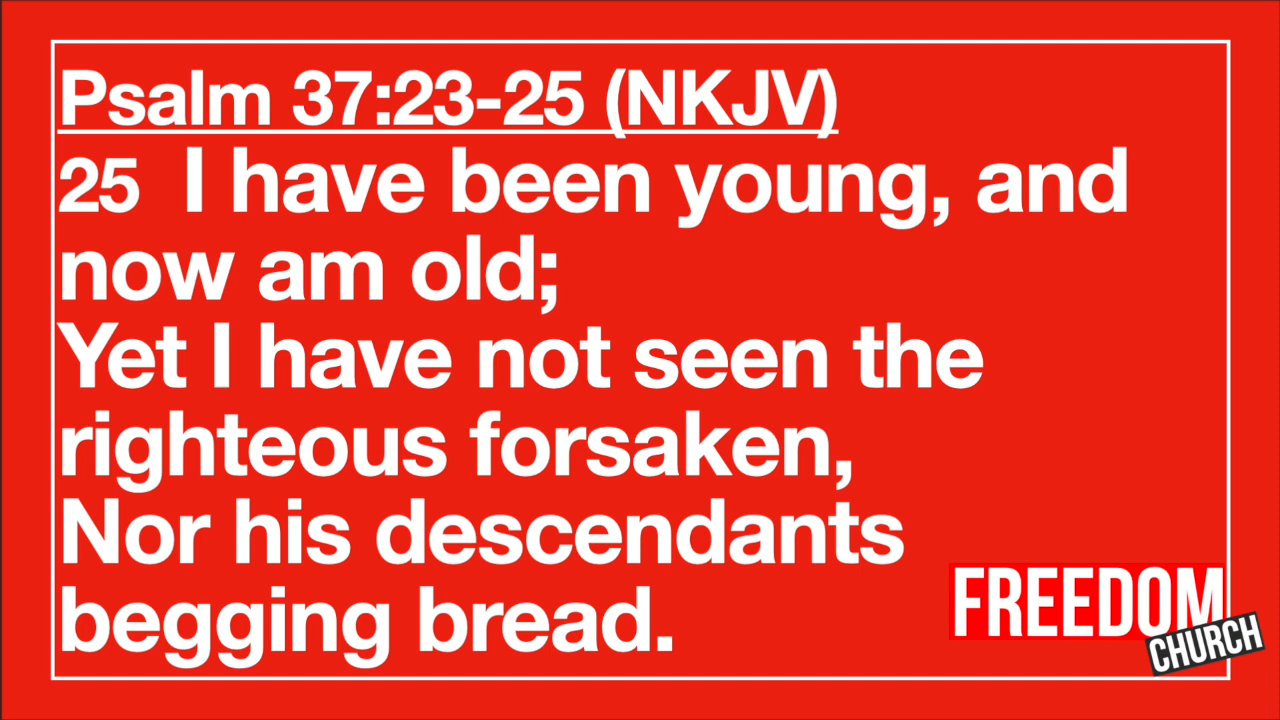 Psalm 37:23-25 (NKJV)
25 I have been young, and
now am old;
Yet I have not seen the
righteous forsaken,
Nor his descendants
begging bread.
FREEDOM
CHURCH